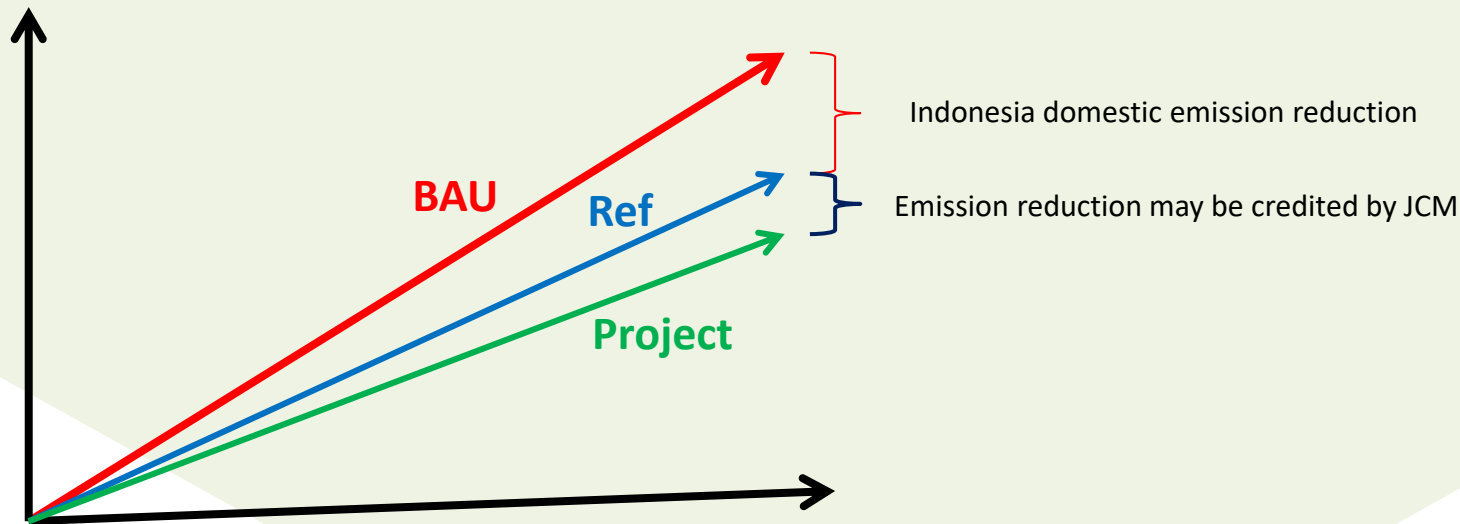 Indonesia domestic emission reduction
BAU
Ref
Emission reduction may be credited by JCM
Project